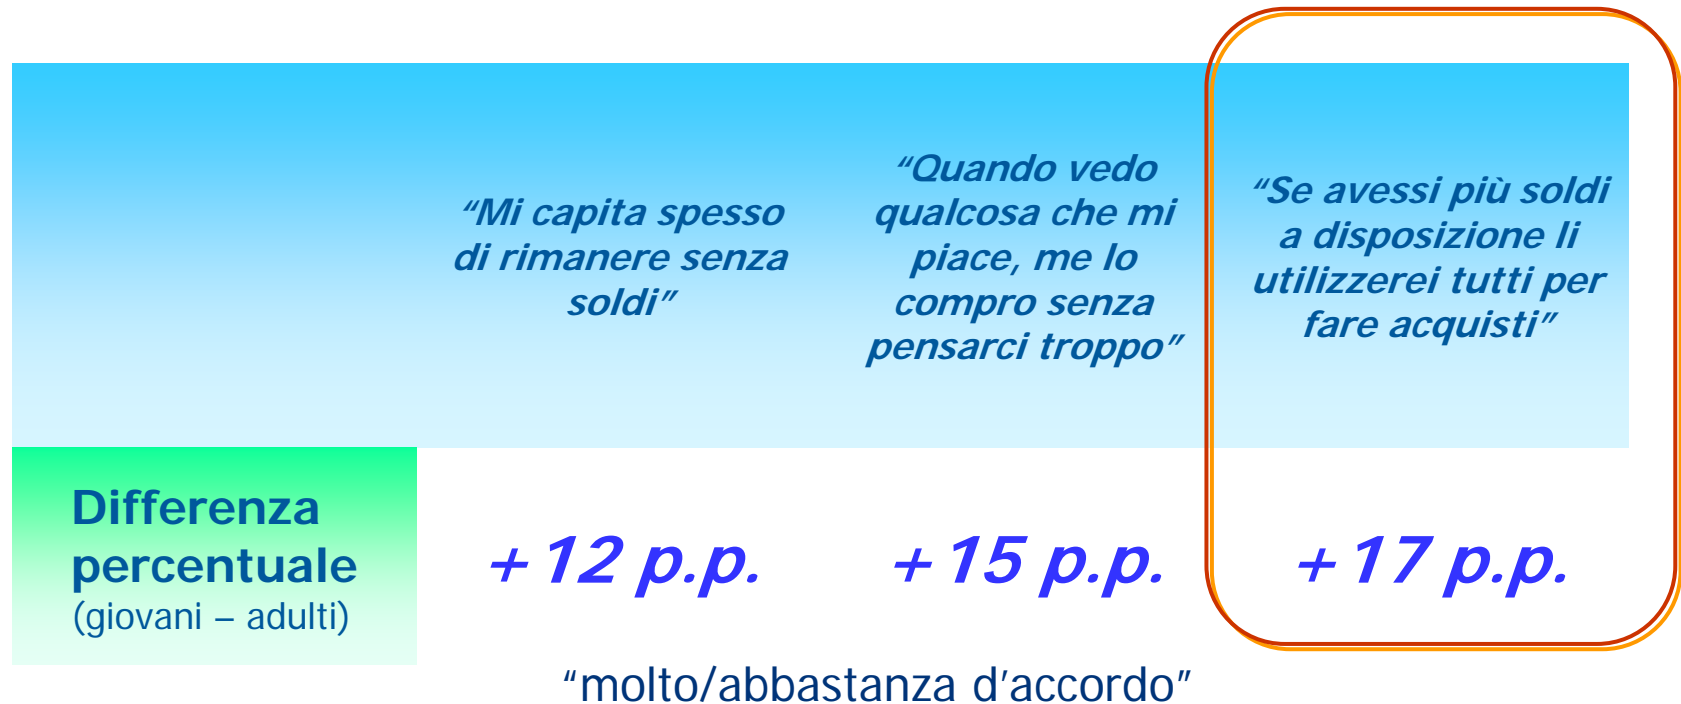 “Mi capita spesso
di rimanere senza
soldi”
“Quando vedo
qualcosa che mi
piace, me lo
compro senza
pensarci troppo”
“Se avessi più soldi
a disposizione li
utilizzerei tutti per
fare acquisti”
Differenza
percentuale
(giovani – adulti)
+12 p.p.
+15 p.p.
+17 p.p.
“molto/abbastanza d’accordo”